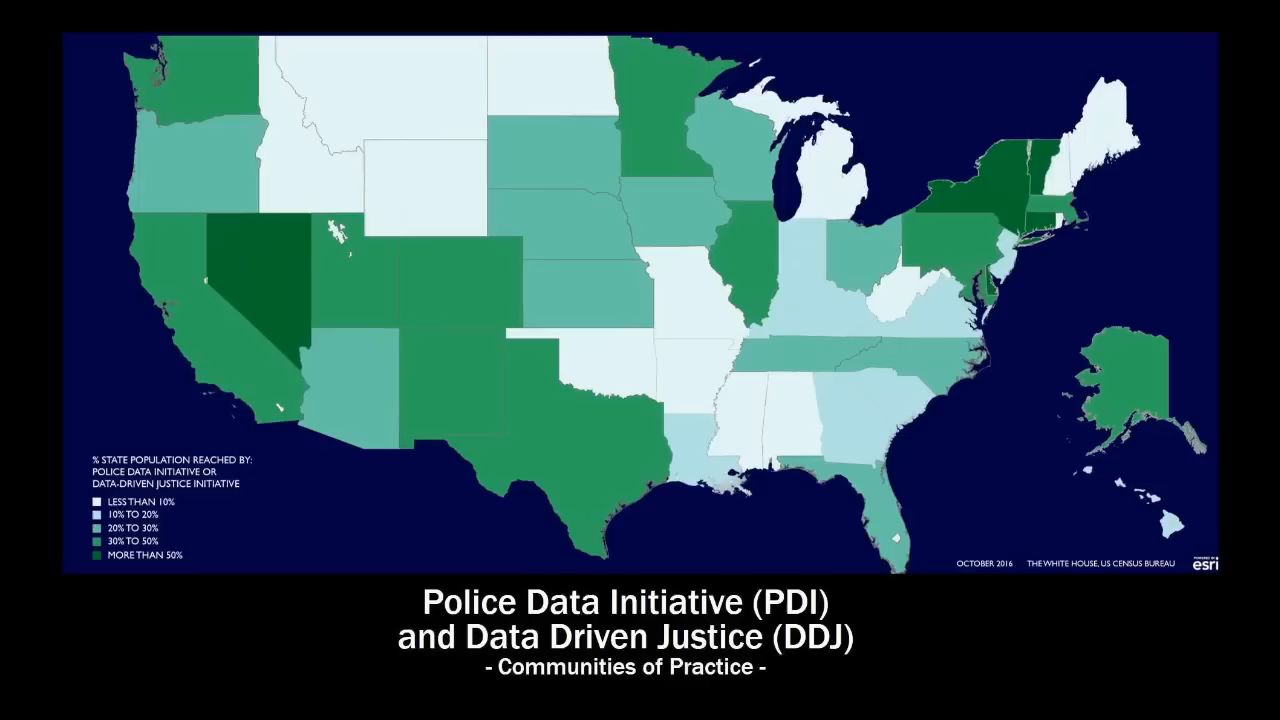 % STATE POPULATION REACHED BY:
POLICE DATA INITIATIVE OR
DATA-DRIVEN JUSTICE INITIATIVE
LESS THAN 10%
10% TO 20%
20% TO 30%
30% TO 50%
MORE THAN 50%
OCTOBER 2016 THE WHITE HOUSE, US CENSUS BUREAU
POWERED BY
esri
Police Data Initiative (PDI)
and Data Driven Justice (DDJ)
- Communities of Practice -